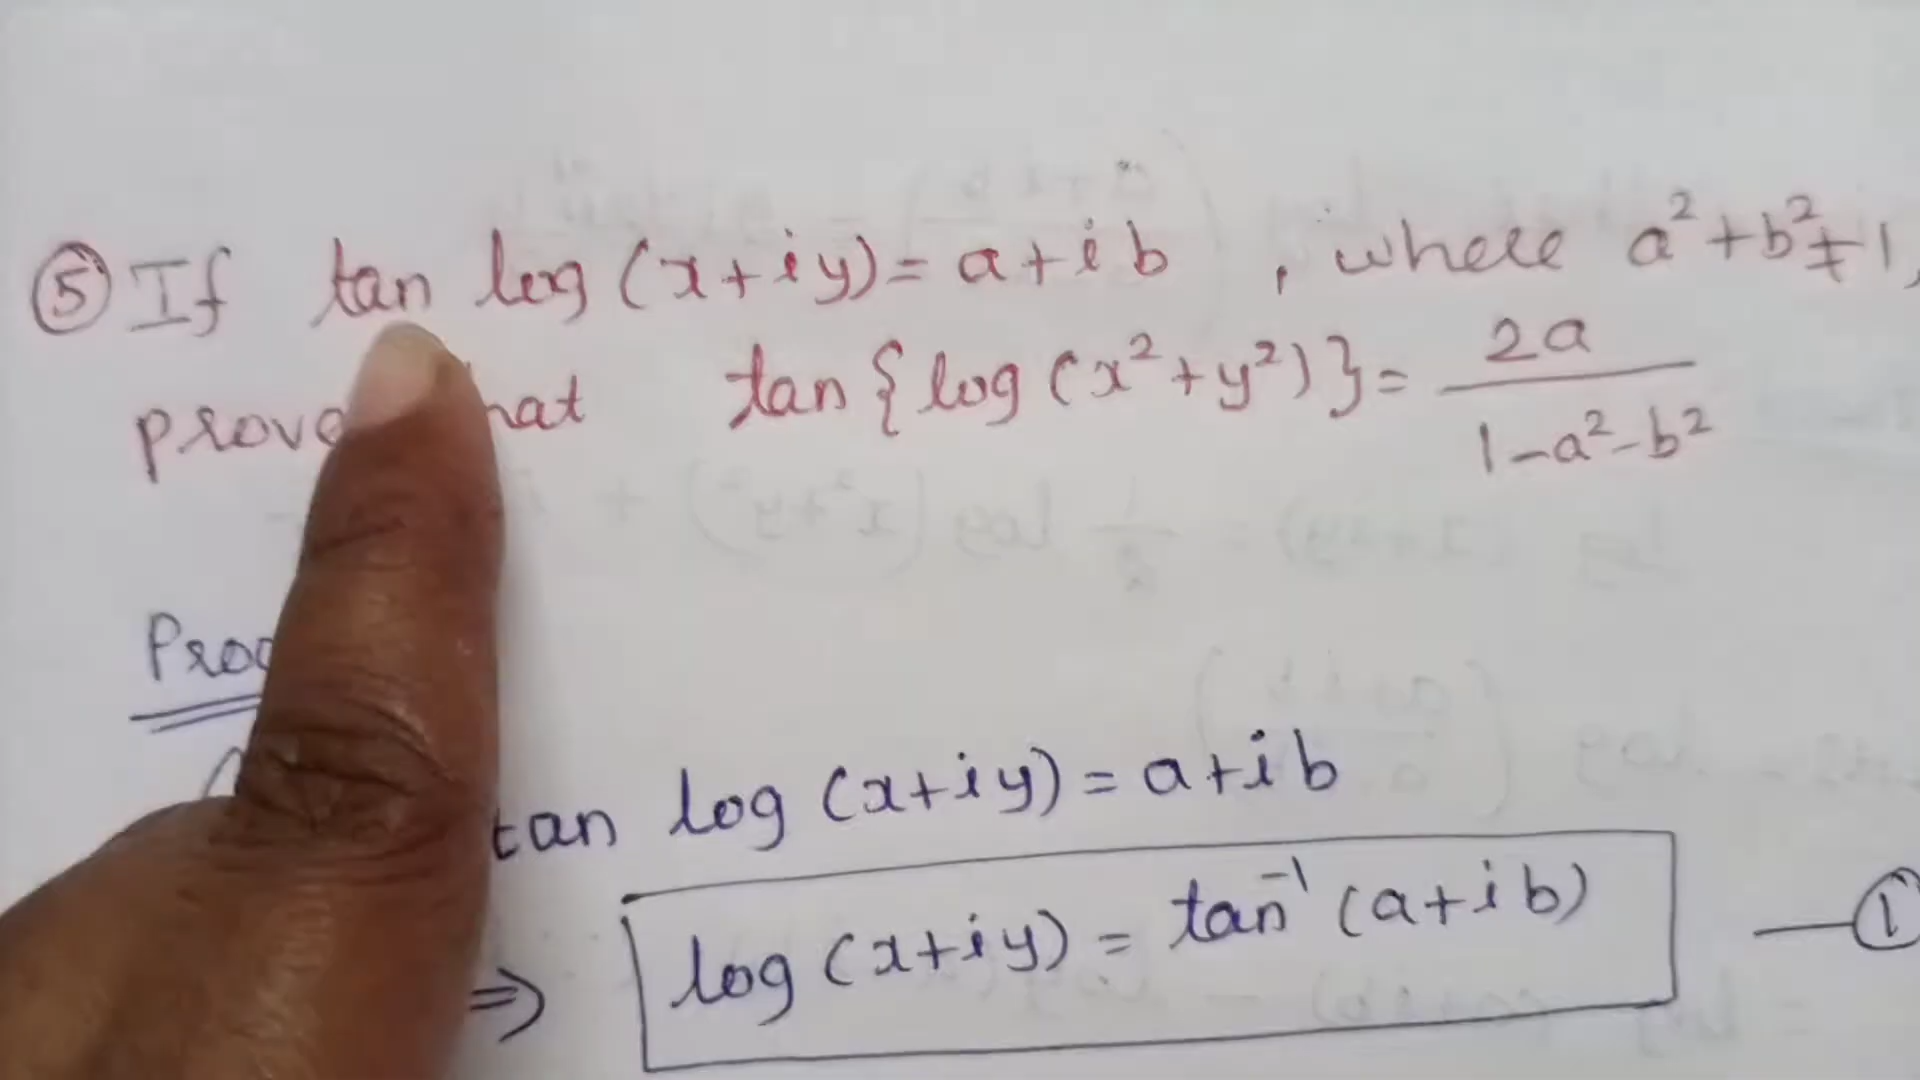 ⑤ If tan log (x+iy) = a+ib , where a²+b²≠1,
prove that tan{log(x²+y²)} = 2a / 1-a²-b²
tan log (x+iy) = a+ib
⇒ log (x+iy) = tan⁻¹ (a+ib) —①